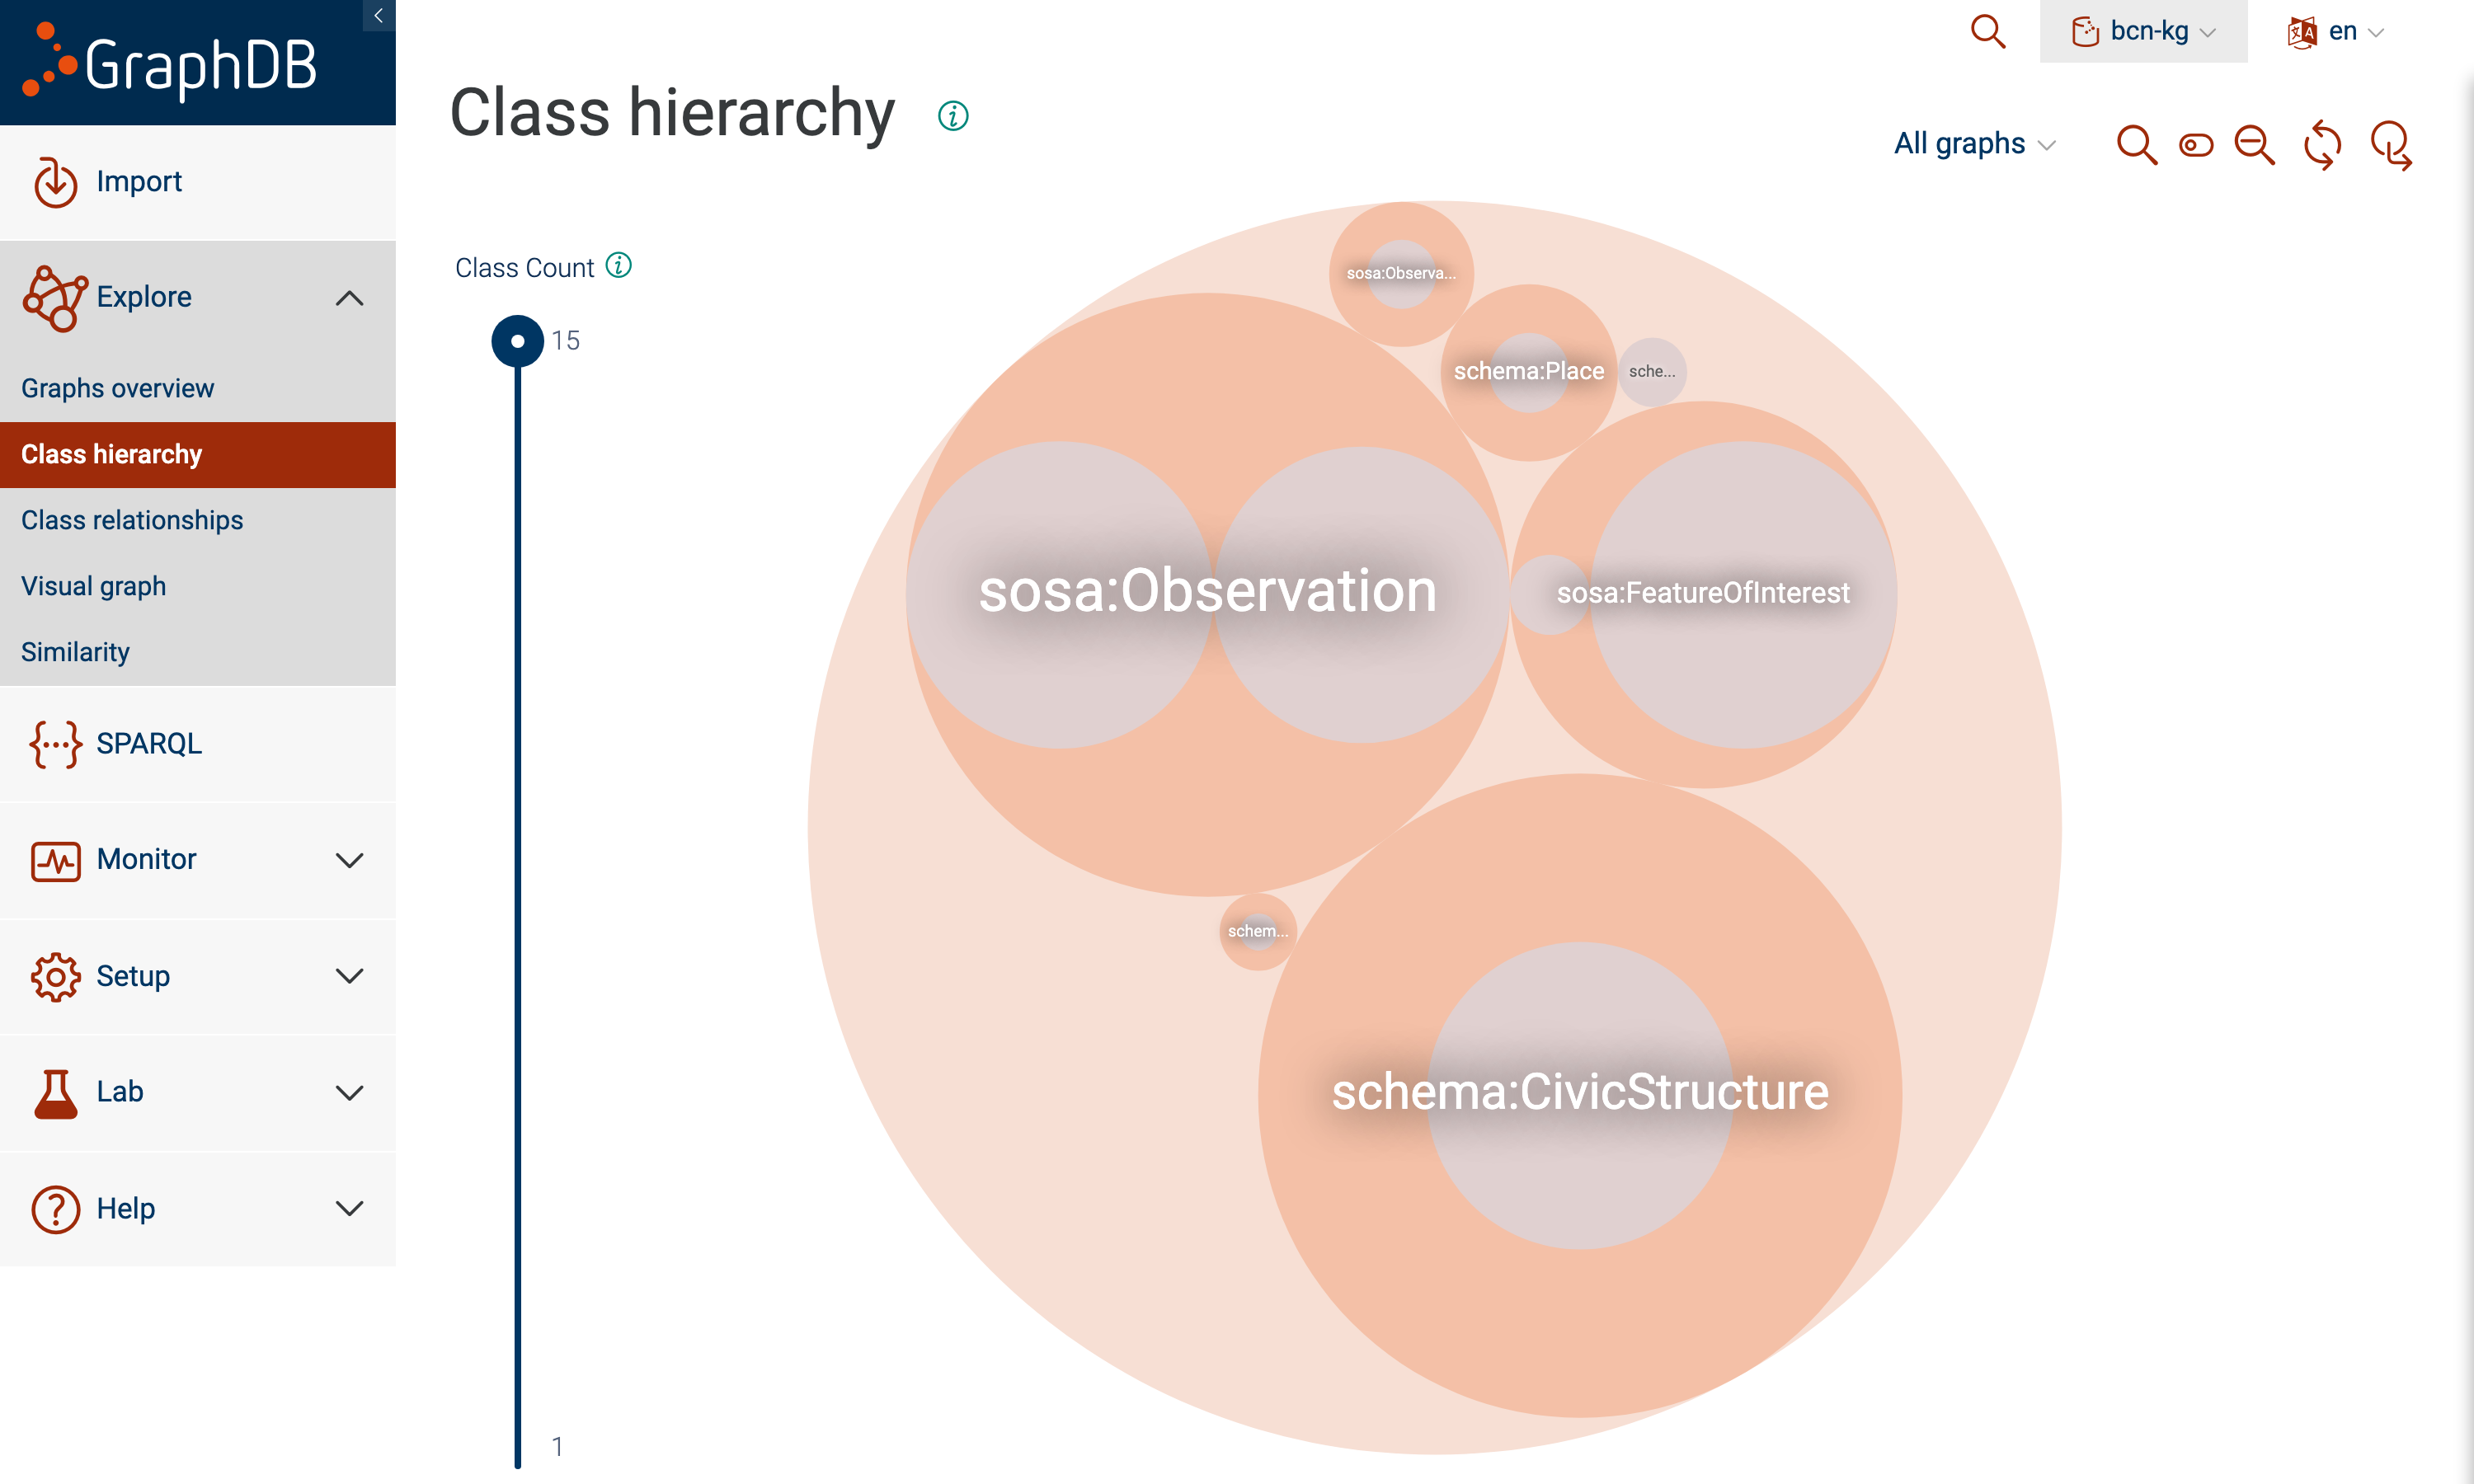 GraphDB
bcn-kg
en
Import
Explore
Graphs overview
Class hierarchy
Class relationships
Visual graph
Similarity
SPARQL
Monitor
Setup
Lab
Help
Class hierarchy
All graphs
Class Count
15
1
sosa:Observa...
schema:Place
sche...
sosa:Observation
sosa:FeatureOfInterest
schem...
schema:CivicStructure